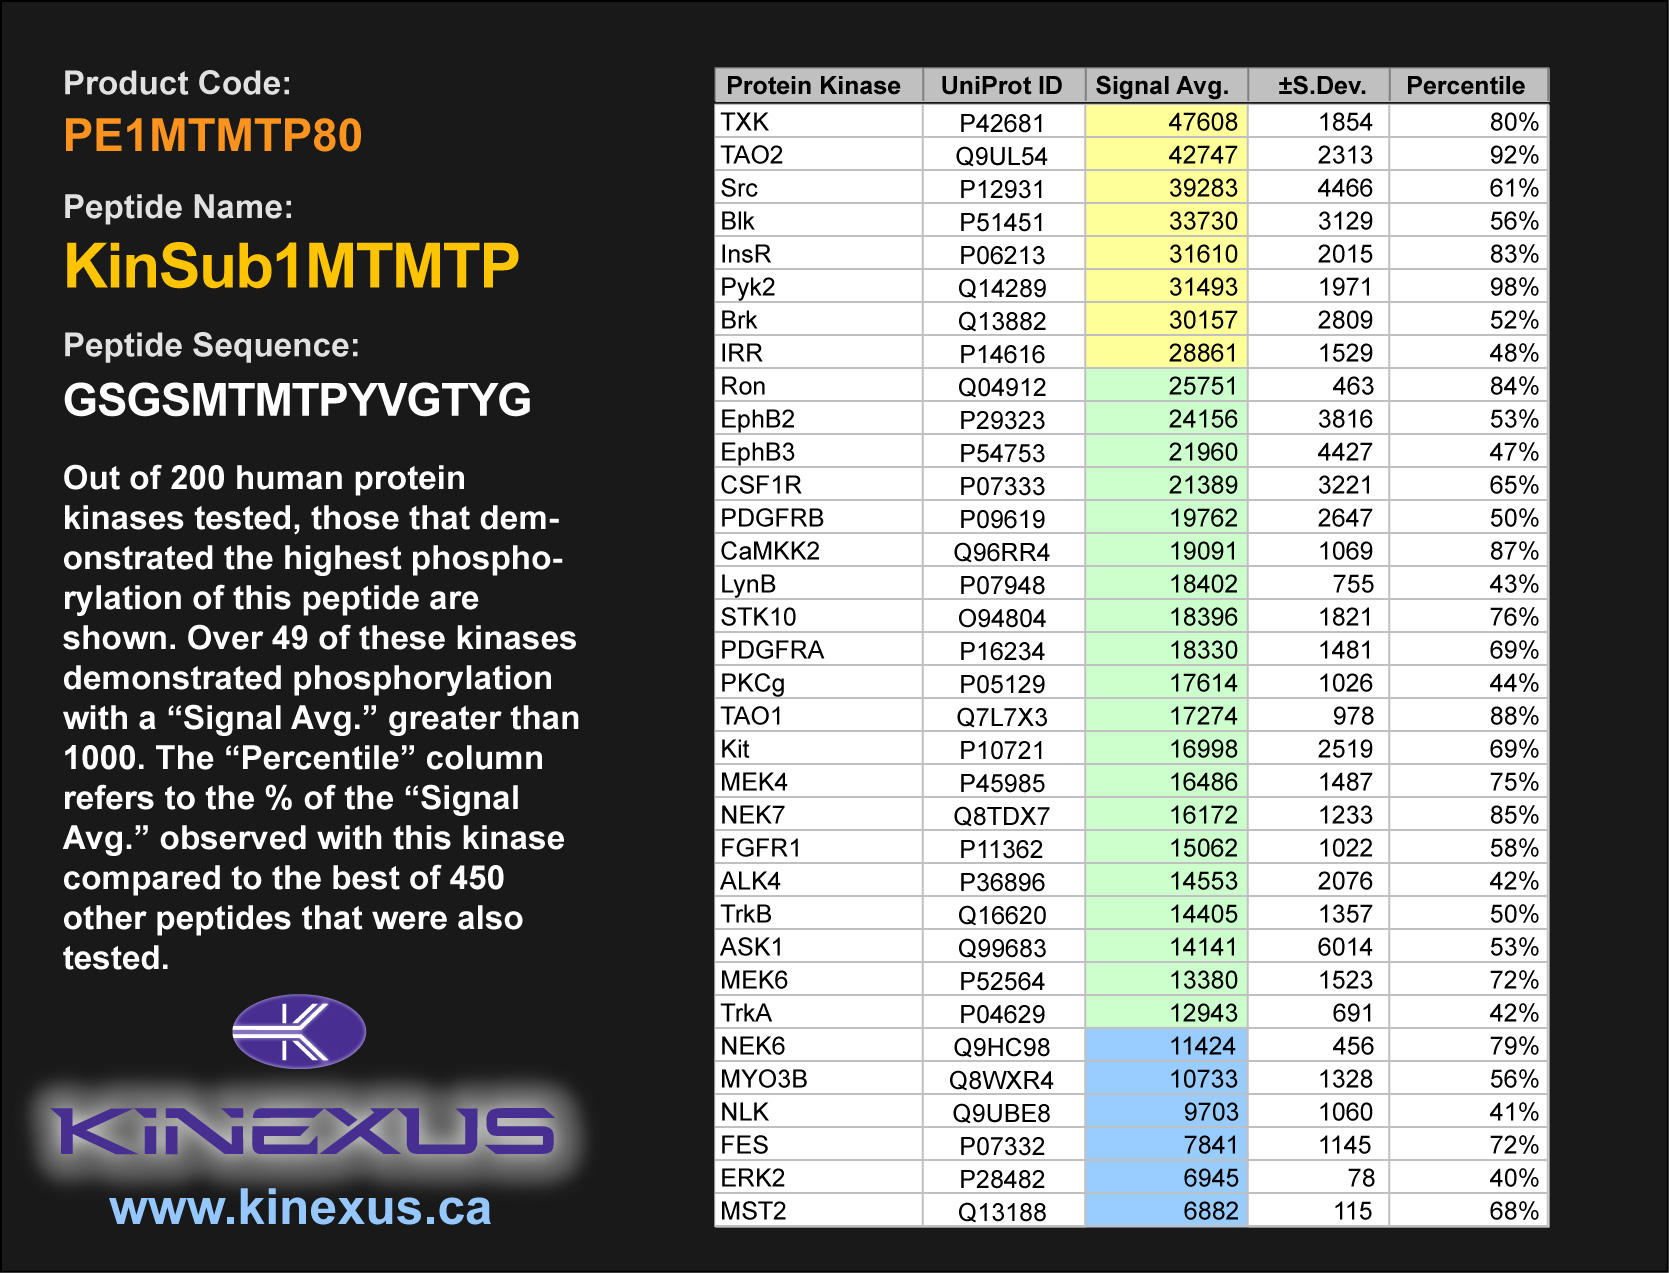 Product Code:
PE1MTMTP80
Peptide Name:
KinSub1MTMTP
Peptide Sequence:
GSGSMTMTPYVGTYG
Out of 200 human protein
kinases tested, those that dem-
onstrated the highest phospho-
rylation of this peptide are
shown. Over 49 of these kinases
demonstrated phosphorylation
with a “Signal Avg.” greater than
1000. The “Percentile” column
refers to the % of the “Signal
Avg.” observed with this kinase
compared to the best of 450
other peptides that were also
tested.
KiNEXUS
www.kinexus.ca
Protein Kinase UniProt ID Signal Avg. ±S.Dev. Percentile
TXK P42681 47608 1854 80%
TAO2 Q9UL54 42747 2313 92%
Src P12931 39283 4466 61%
Blk P51451 33730 3129 56%
InsR P06213 31610 2015 83%
Pyk2 Q14289 31493 1971 98%
Brk Q13882 30157 2809 52%
IRR P14616 28861 1529 48%
Ron Q04912 25751 463 84%
EphB2 P29323 24156 3816 53%
EphB3 P54753 21960 4427 47%
CSF1R P07333 21389 3221 65%
PDGFRB P09619 19762 2647 50%
CaMKK2 Q96RR4 19091 1069 87%
LynB P07948 18402 755 43%
STK10 O94804 18396 1821 76%
PDGFRA P16234 18330 1481 69%
PKCg P05129 17614 1026 44%
TAO1 Q7L7X3 17274 978 88%
Kit P10721 16998 2519 69%
MEK4 P45985 16486 1487 75%
NEK7 Q8TDX7 16172 1233 85%
FGFR1 P11362 15062 1022 58%
ALK4 P36896 14553 2076 42%
TrkB Q16620 14405 1357 50%
ASK1 Q99683 14141 6014 53%
MEK6 P52564 13380 1523 72%
TrkA P04629 12943 691 42%
NEK6 Q9HC98 11424 456 79%
MYO3B Q8WXR4 10733 1328 56%
NLK Q9UBE8 9703 1060 41%
FES P07332 7841 1145 72%
ERK2 P28482 6945 78 40%
MST2 Q13188 6882 115 68%